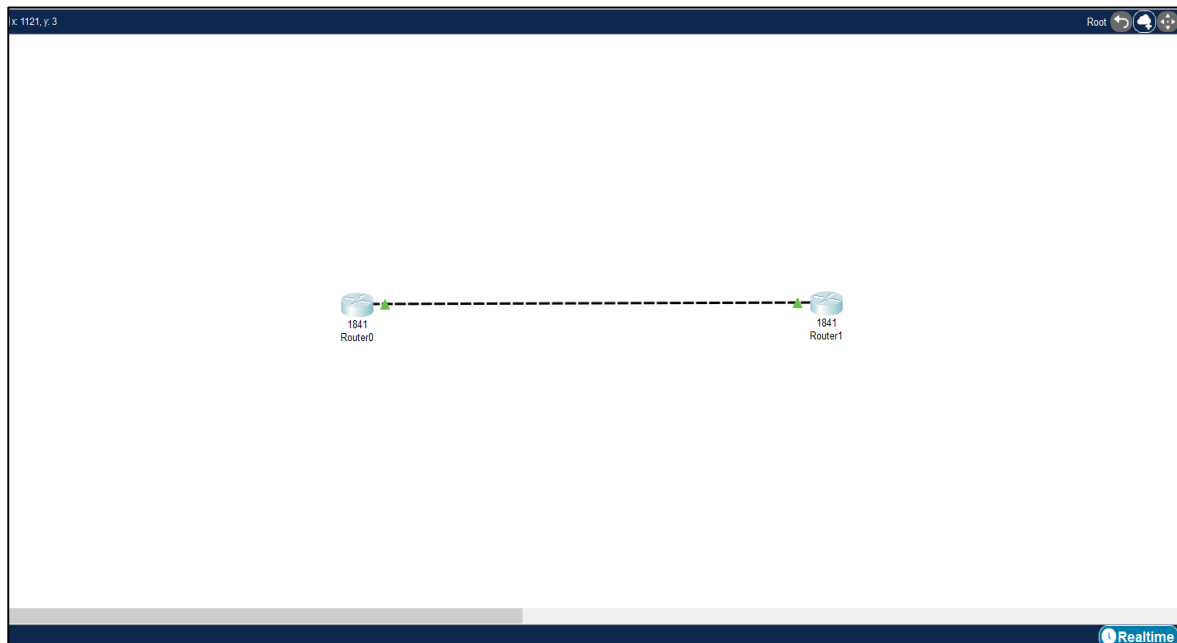 x: 1121, y: 3
Root
1841
Router0
1841
Router1
Realtime